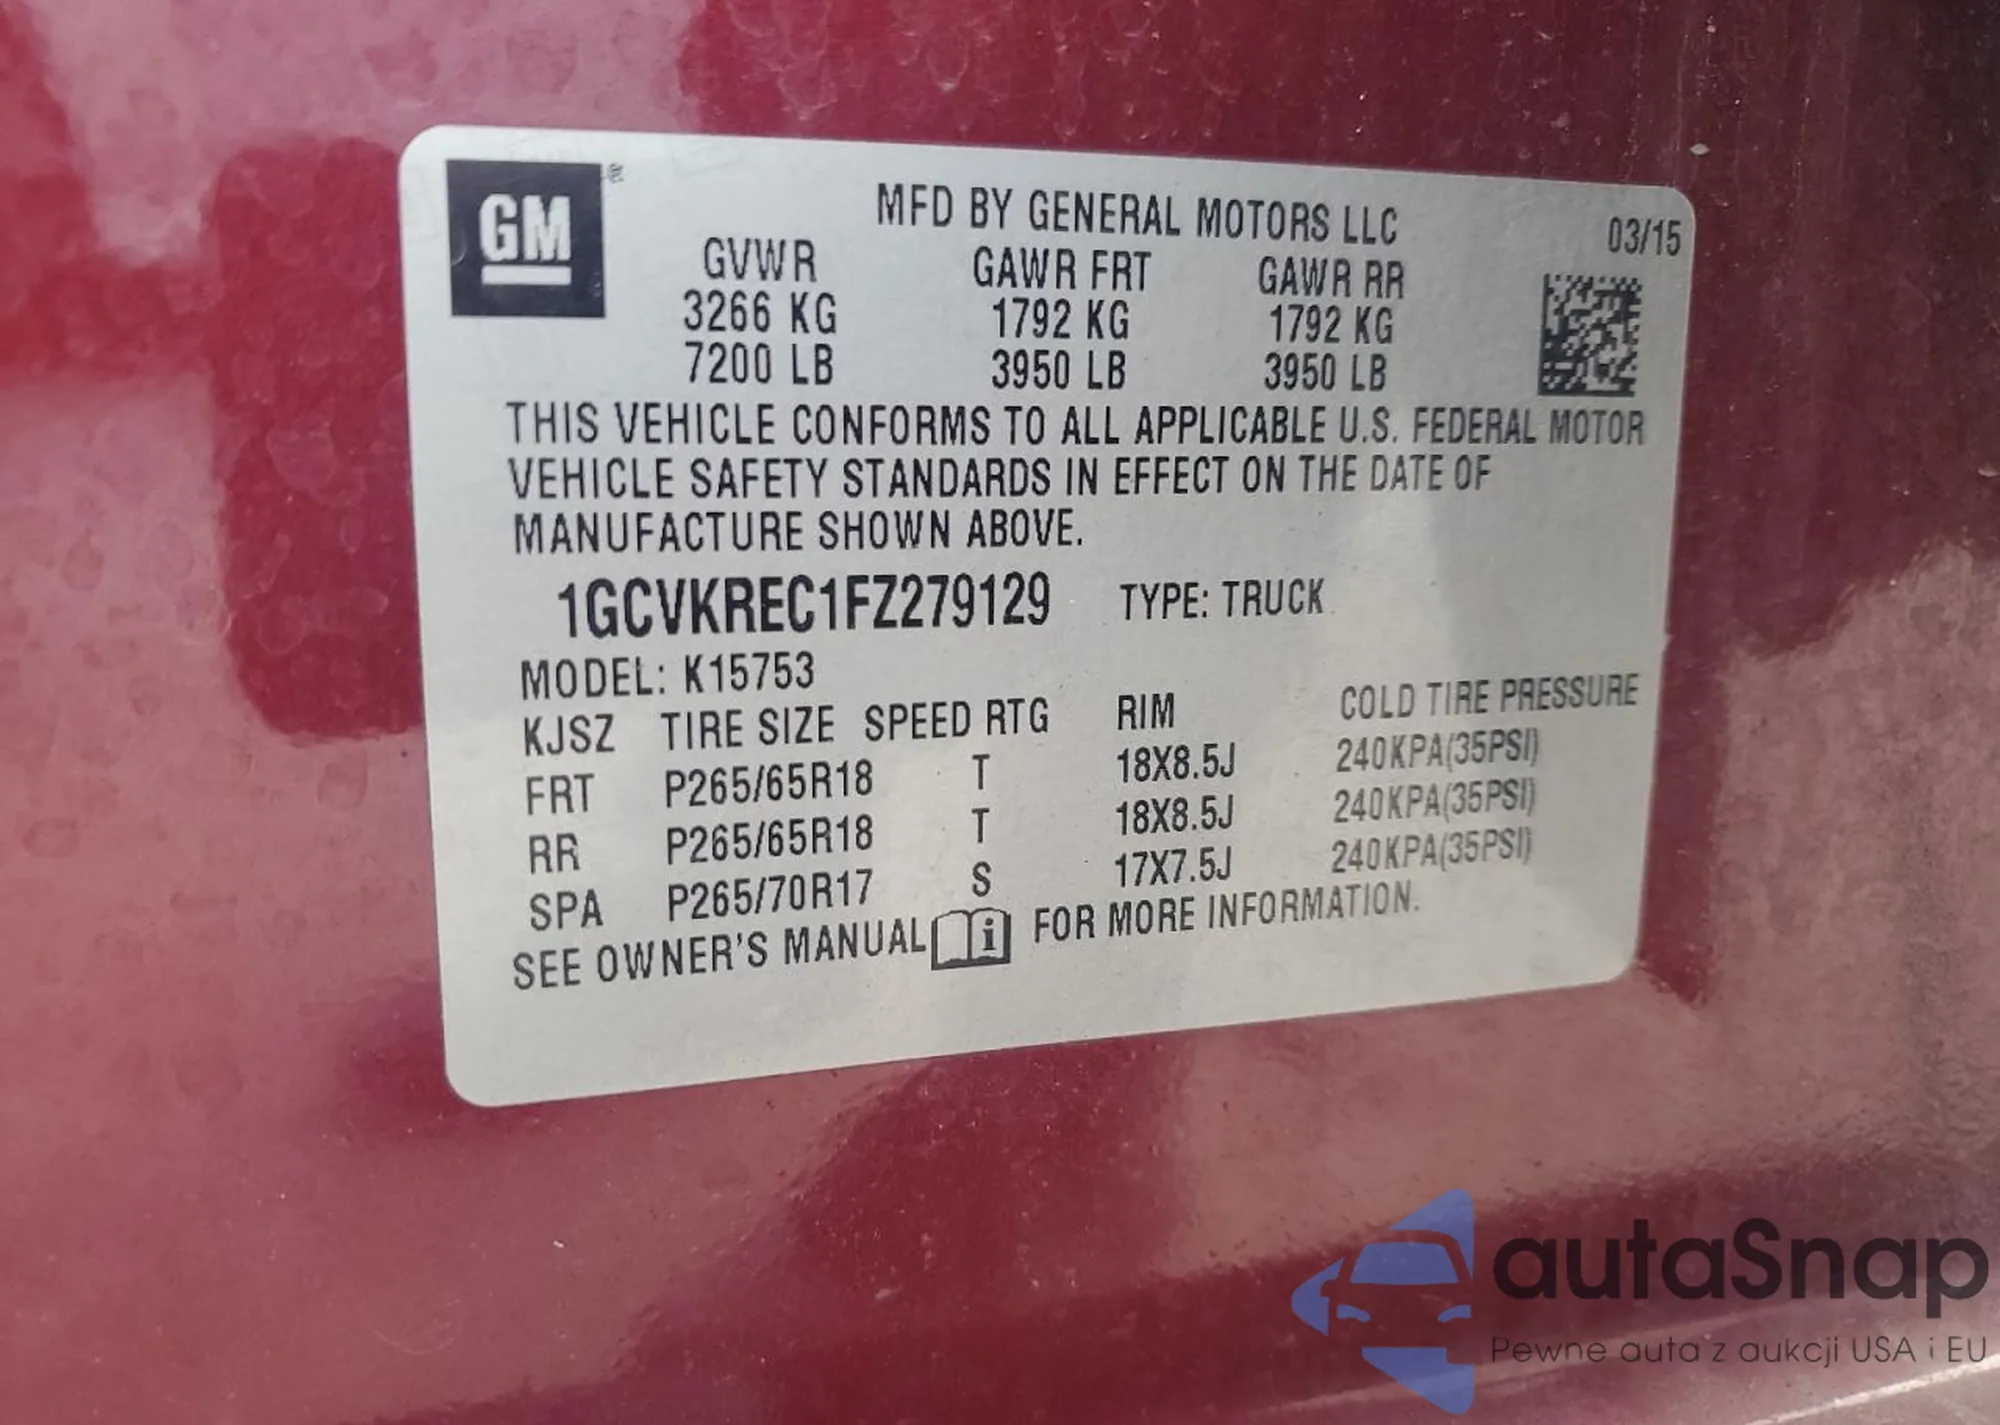 GM®
MFD BY GENERAL MOTORS LLC 03/15
GVWR GAWR FRT GAWR RR
3266 KG 1792 KG 1792 KG
7200 LB 3950 LB 3950 LB
THIS VEHICLE CONFORMS TO ALL APPLICABLE U.S. FEDERAL MOTOR
VEHICLE SAFETY STANDARDS IN EFFECT ON THE DATE OF
MANUFACTURE SHOWN ABOVE.
1GCVKREC1FZ279129 TYPE: TRUCK
MODEL: K15753
KJSZ TIRE SIZE SPEED RTG RIM COLD TIRE PRESSURE
FRT P265/65R18 T 18X8.5J 240KPA(35PSI)
RR P265/65R18 T 18X8.5J 240KPA(35PSI)
SPA P265/70R17 S 17X7.5J 240KPA(35PSI)
SEE OWNER'S MANUAL i FOR MORE INFORMATION.
autaSnap
Pewne auta z aukcji USA i EU